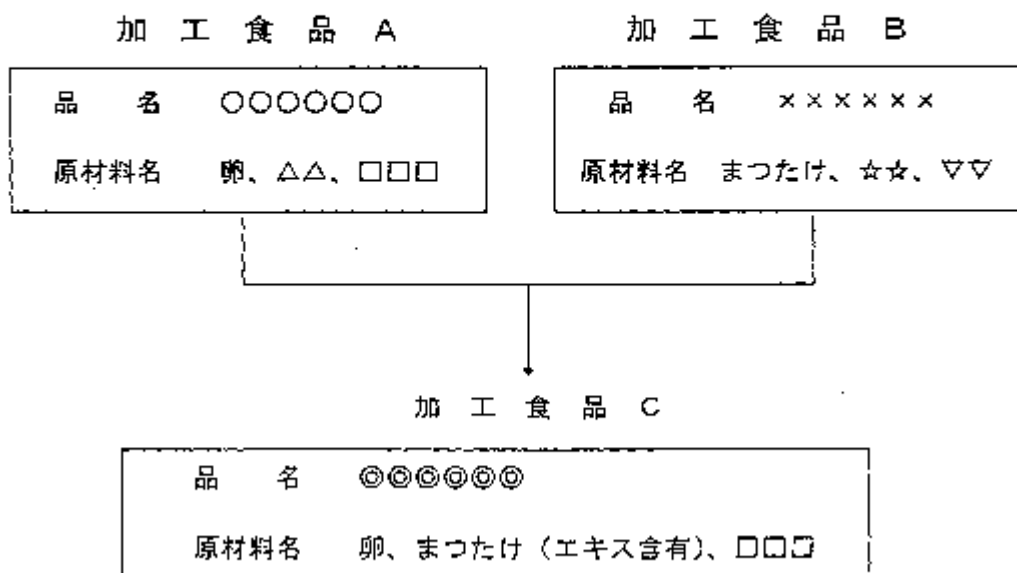 加工食品A
品名 ○○○○○○
原材料名 卵、△△、□□□
加工食品B
品名 ××××××
原材料名 まつたけ、☆☆、▽▽
加工食品C
品名 ◎◎◎◎◎◎
原材料名 卵、まつたけ（エキス含有）、□□□